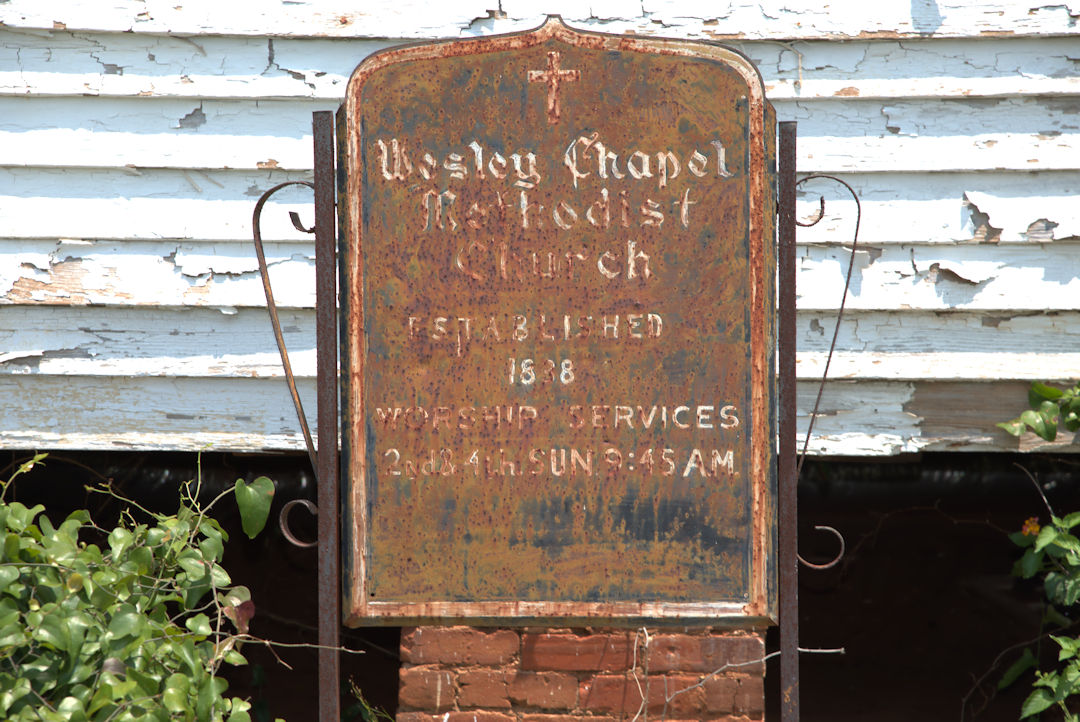 Wesley Chapel
Methodist
Church
ESTABLISHED
1838
WORSHIP SERVICES
2nd & 4th. SUN. 9:45 AM.